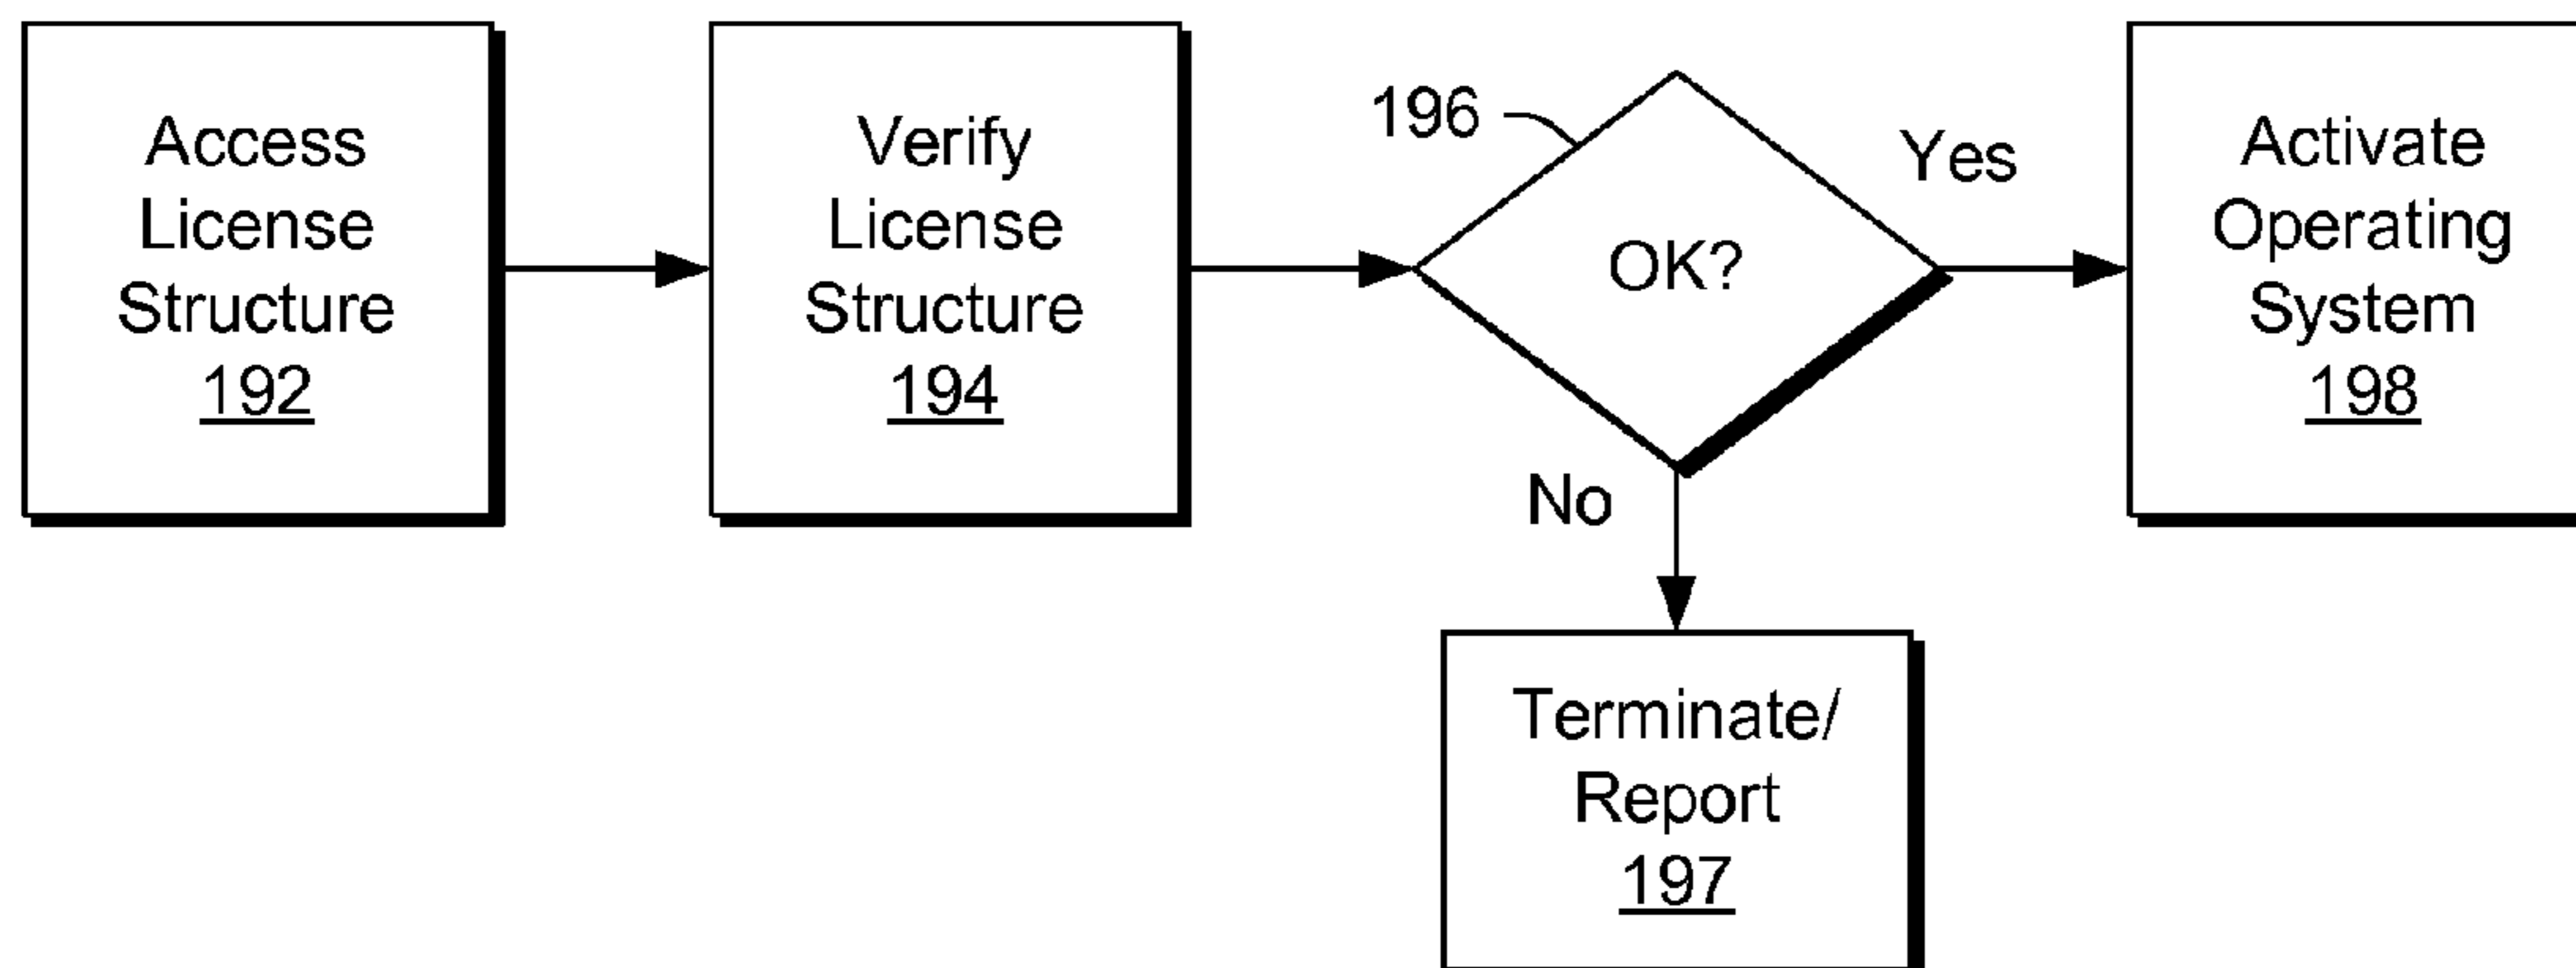 Access
License
Structure
192
Verify
License
Structure
194
196
OK?
Yes
No
Activate
Operating
System
198
Terminate/
Report
197